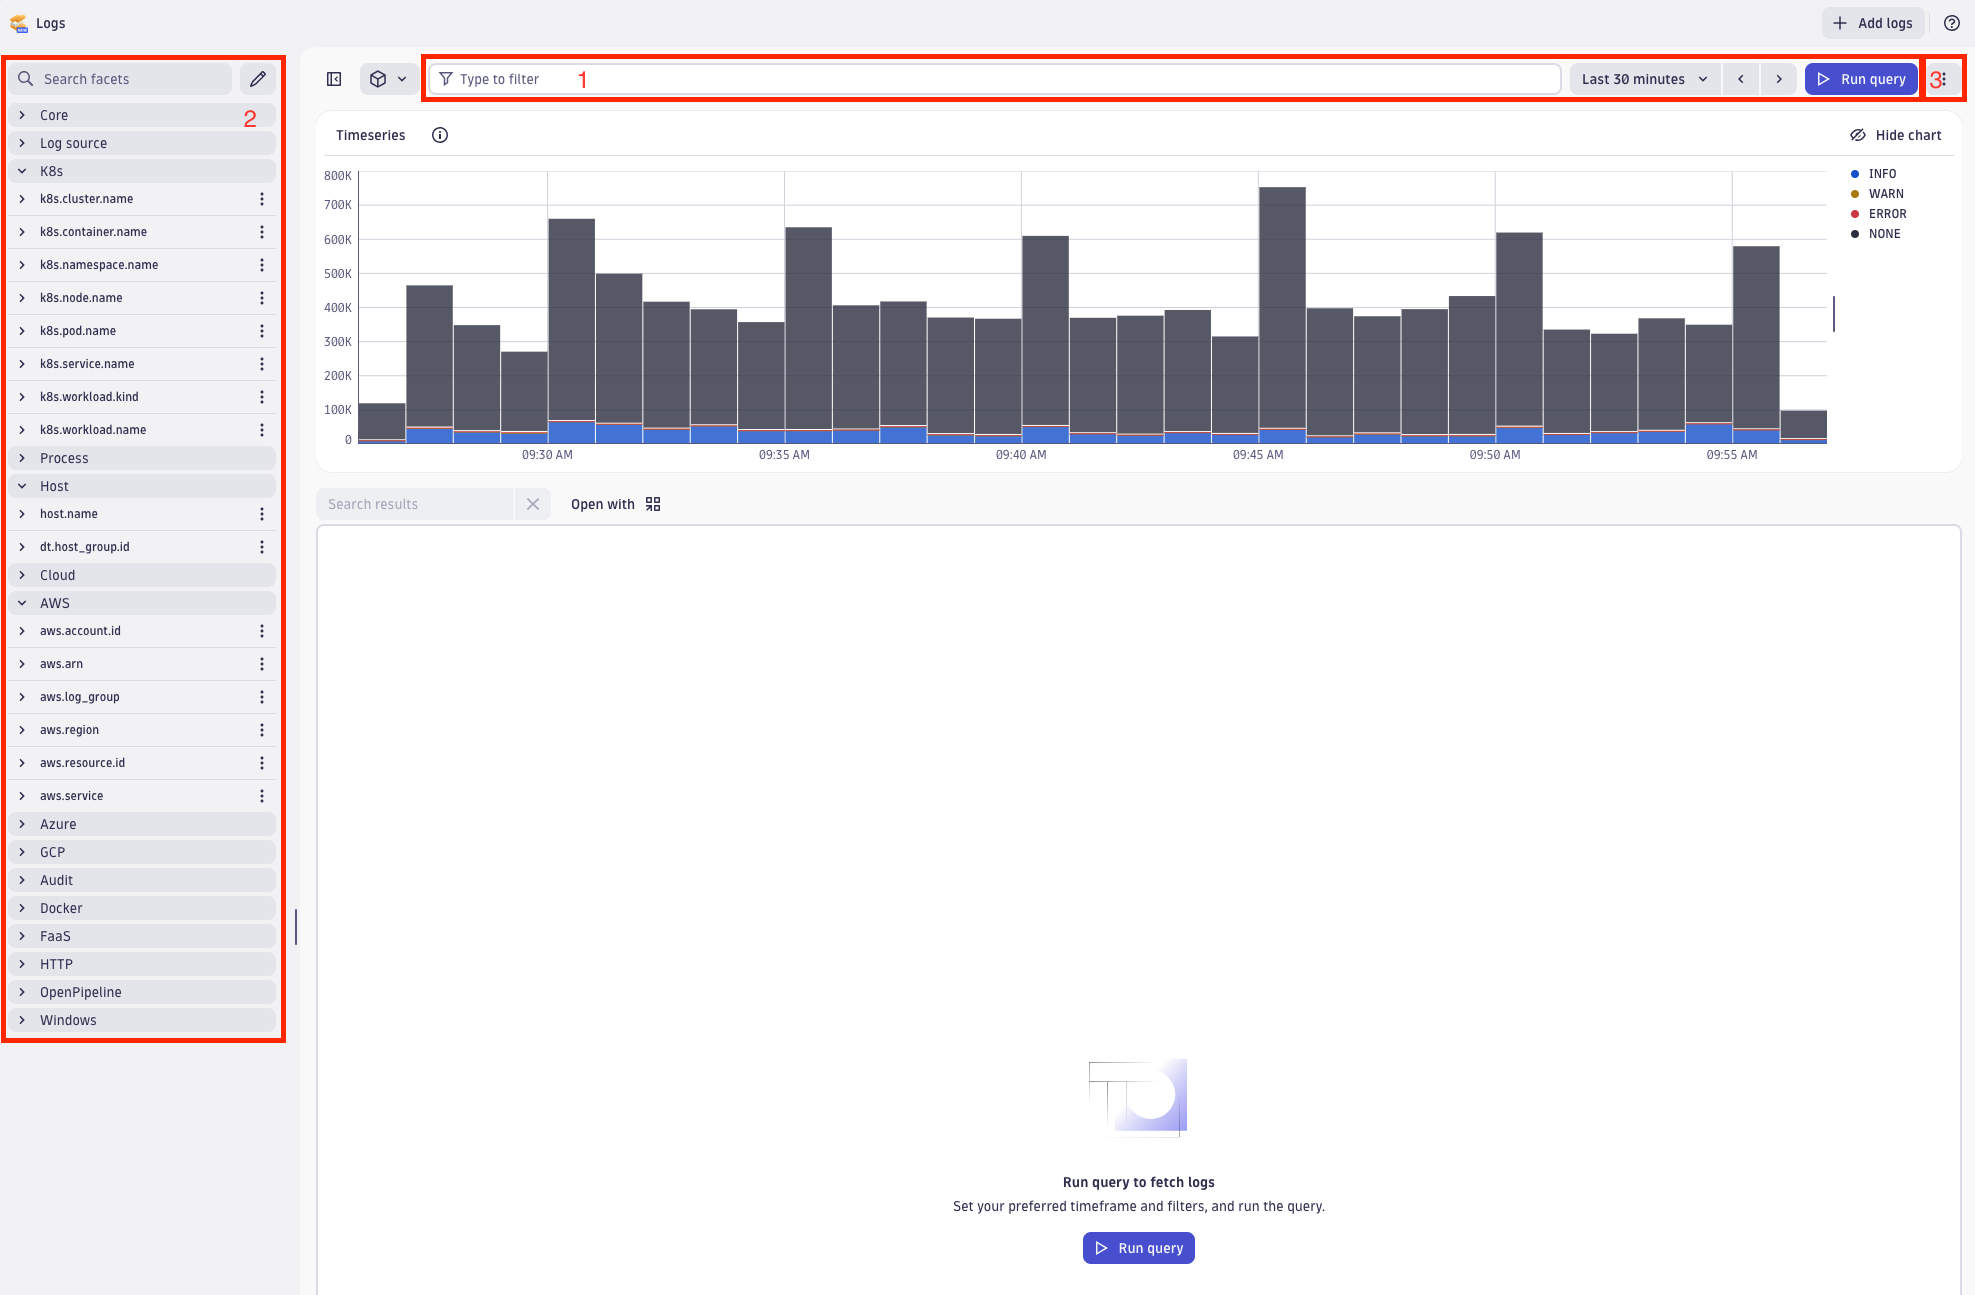 Logs
Add logs
Search facets
Core
2
Log source
K8s
k8s.cluster.name
k8s.container.name
k8s.namespace.name
k8s.node.name
k8s.pod.name
k8s.service.name
k8s.workload.kind
k8s.workload.name
Process
Host
host.name
dt.host_group.id
Cloud
AWS
aws.account.id
aws.arn
aws.log_group
aws.region
aws.resource.id
aws.service
Azure
GCP
Audit
Docker
FaaS
HTTP
OpenPipeline
Windows
Type to filter
1
Last 30 minutes
Run query
3
Timeseries
Hide chart
800K
700K
600K
500K
400K
300K
200K
100K
0
09:30 AM
09:35 AM
09:40 AM
09:45 AM
09:50 AM
09:55 AM
INFO
WARN
ERROR
NONE
Search results
Open with
Run query to fetch logs
Set your preferred timeframe and filters, and run the query.
Run query